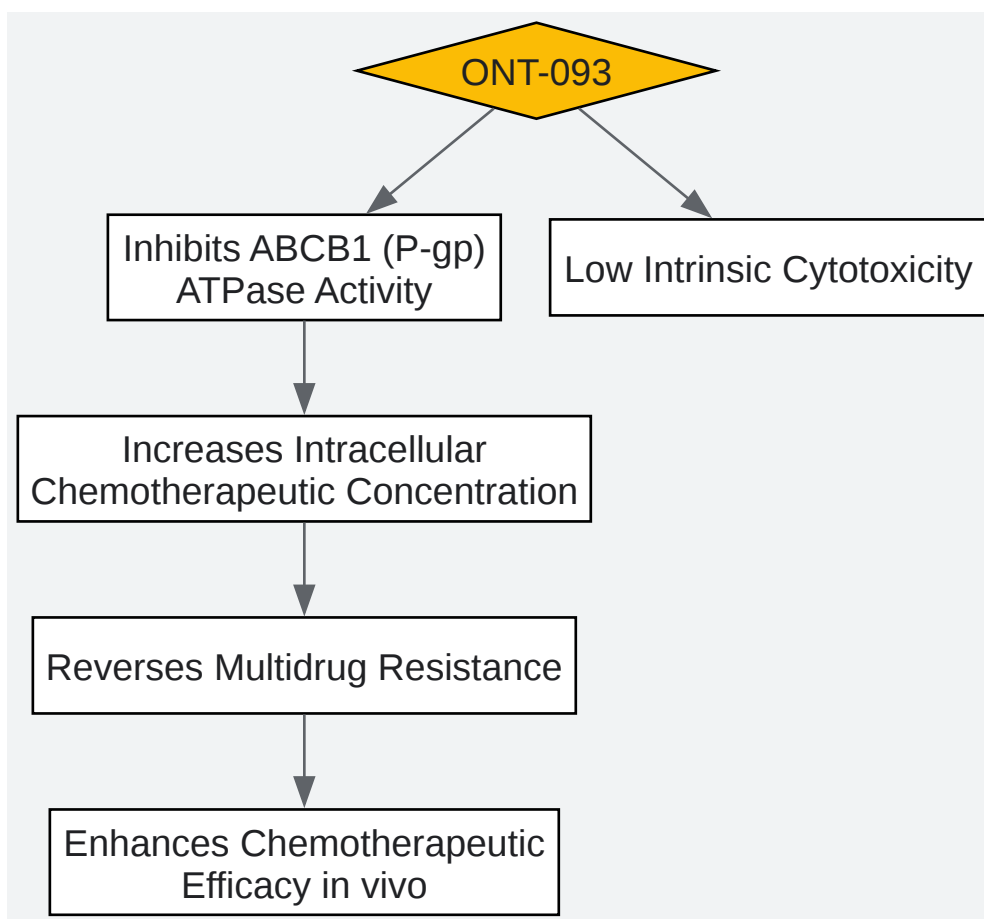 ONT-093
Inhibits ABCB1 (P-gp)
ATPase Activity
Low Intrinsic Cytotoxicity
Increases Intracellular
Chemotherapeutic Concentration
Reverses Multidrug Resistance
Enhances Chemotherapeutic
Efficacy in vivo